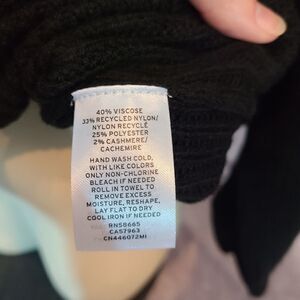 40% VISCOSE
33% RECYCLED NYLON/
NYLON RECYCLÉ
25% POLYESTER
2% CASHMERE/
CACHEMIRE
HAND WASH COLD,
WITH LIKE COLORS
ONLY NON-CHLORINE
BLEACH IF NEEDED
ROLL IN TOWEL TO
REMOVE EXCESS
MOISTURE, RESHAPE,
LAY FLAT TO DRY
COOL IRON IF NEEDED
RN58665
CA57963
CN446072MI